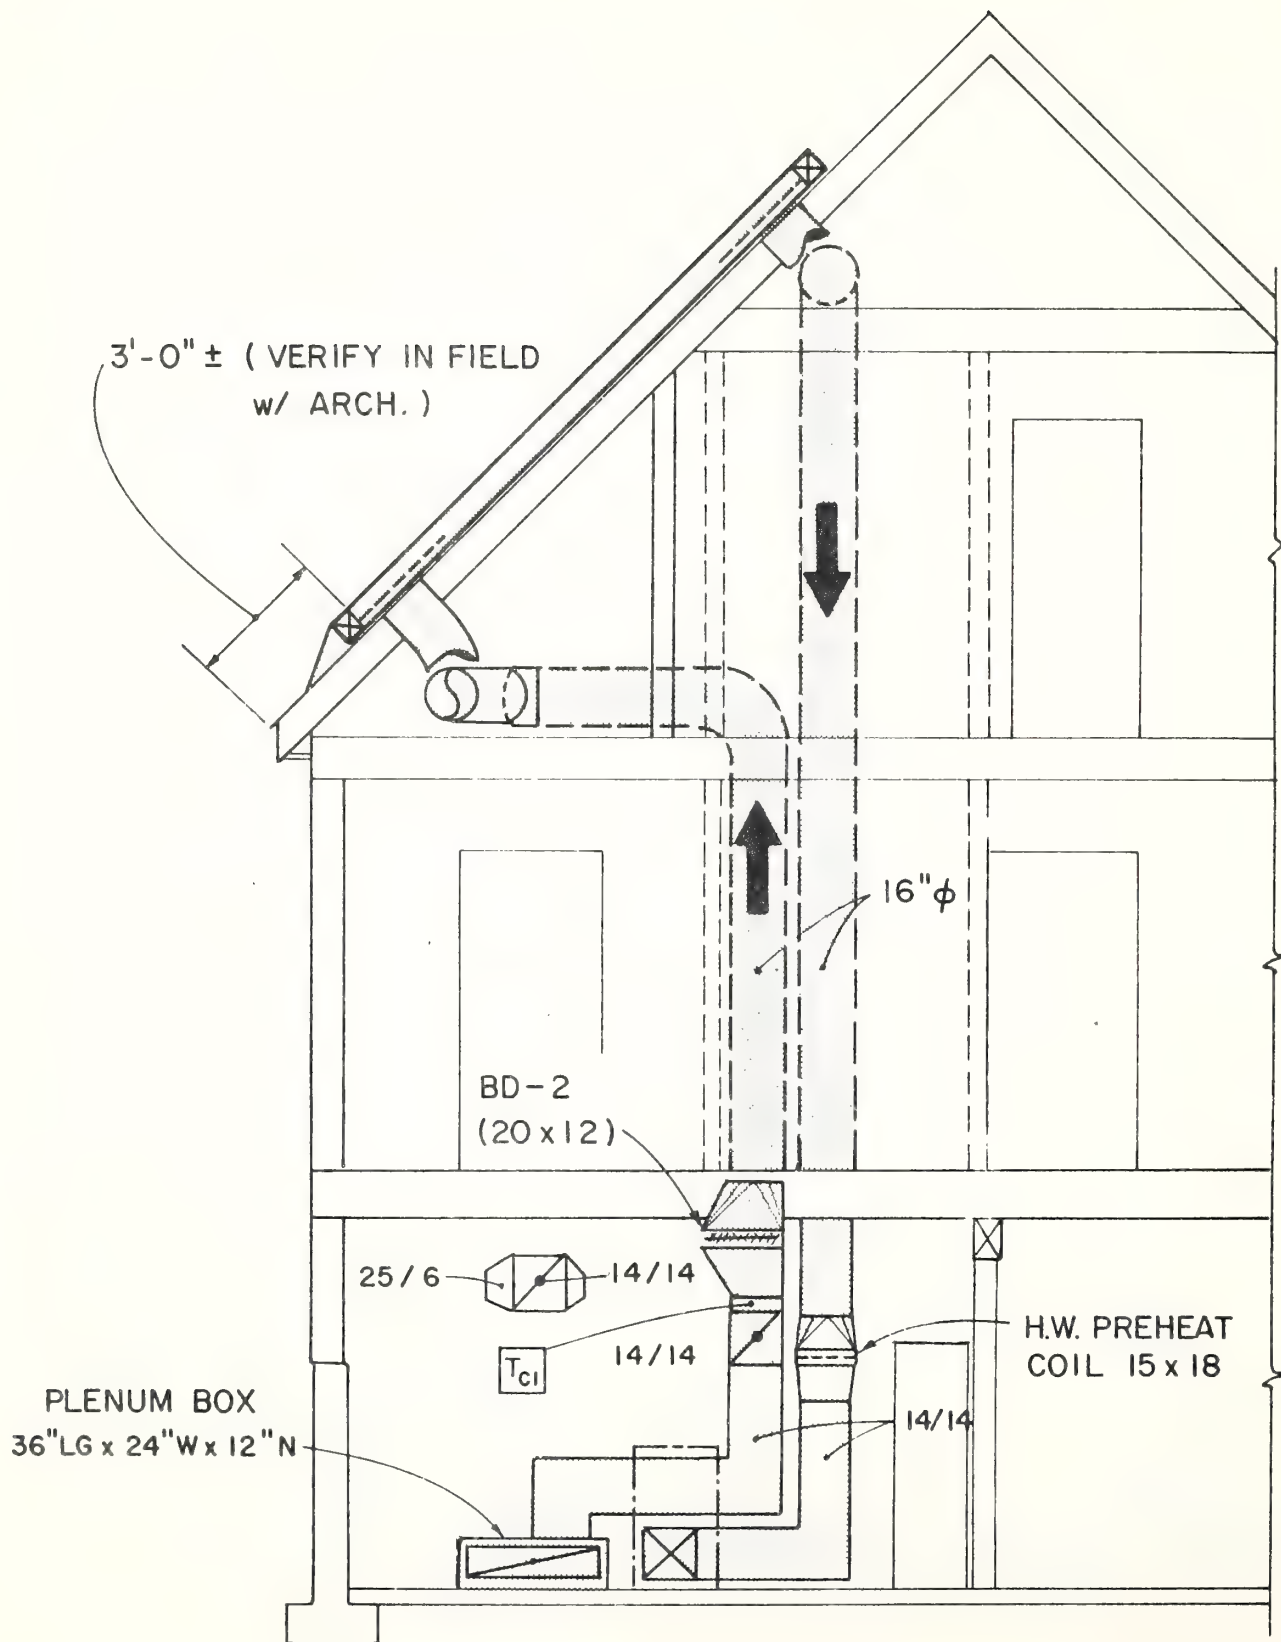 3'-0" ± ( VERIFY IN FIELD
w/ ARCH. )
16" ϕ
BD-2
(20 x 12)
25/6
14/14
14/14
TC1
H.W. PREHEAT
COIL 15 x 18
PLENUM BOX
36"LG x 24"W x 12"N
14/14